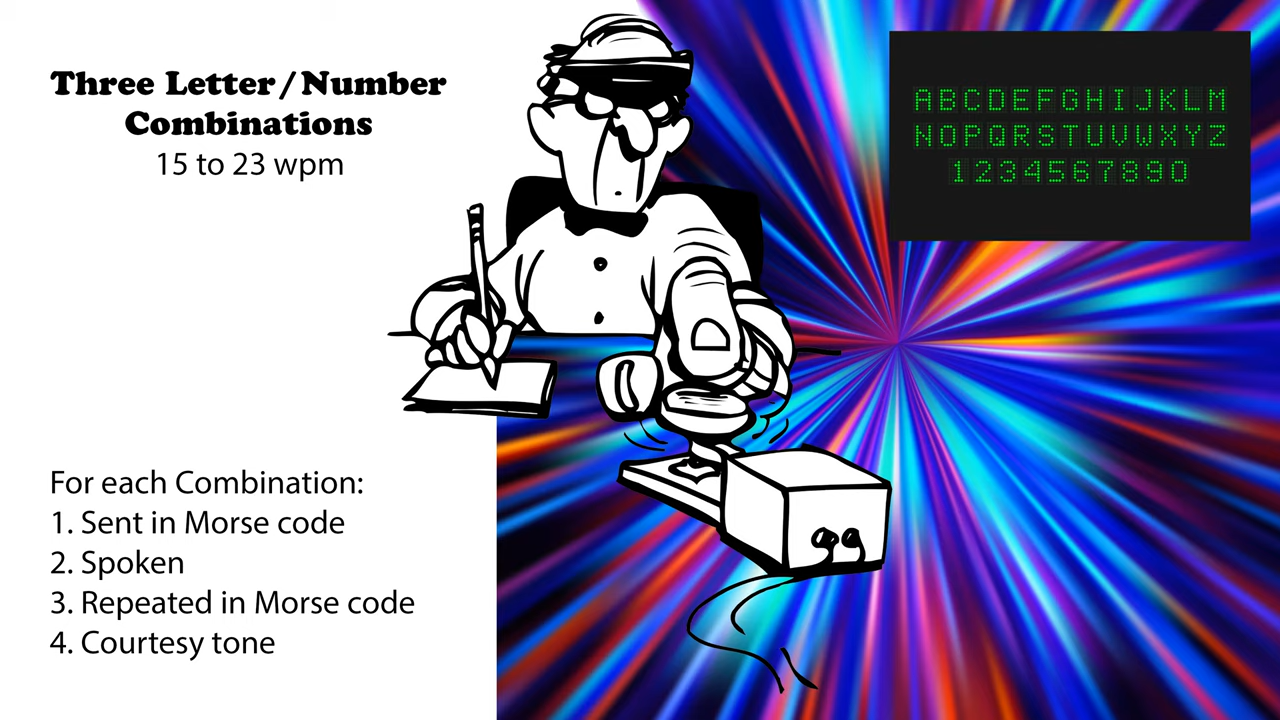 Three Letter/Number
Combinations
15 to 23 wpm
ABCDEFGHIJKLM
NOPQRSTUVWXYZ
1234567890
For each Combination:
1. Sent in Morse code
2. Spoken
3. Repeated in Morse code
4. Courtesy tone